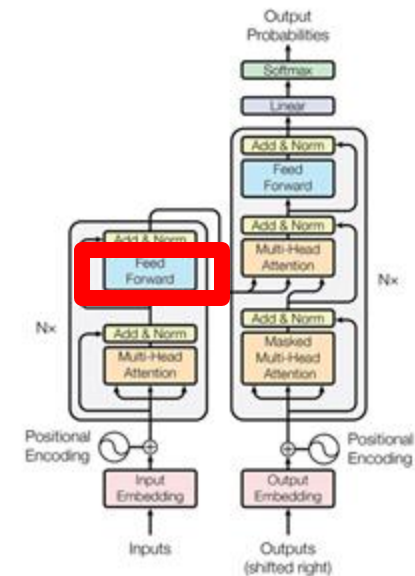 Output
Probabilities
Softmax
Linear
Add & Norm
Feed
Forward
Add & Norm
Multi-Head
Attention
Add & Norm
Masked
Multi-Head
Attention
Nx
Add & Norm
Feed
Forward
Nx
Add & Norm
Multi-Head
Attention
Positional
Encoding
Positional
Encoding
Input
Embedding
Output
Embedding
Inputs
Outputs
(shifted right)